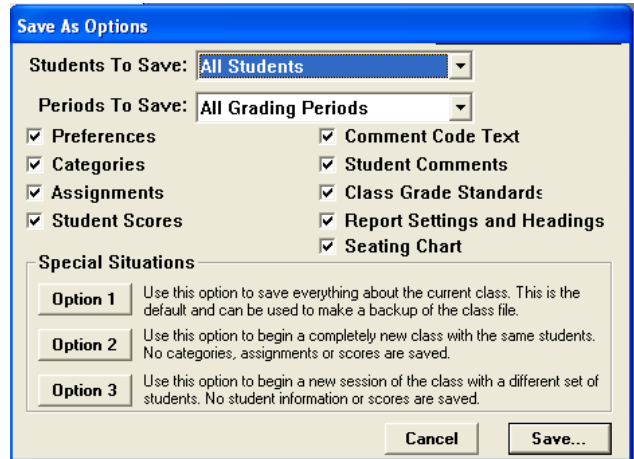 Save As Options
Students To Save: All Students
Periods To Save: All Grading Periods
Preferences
Comment Code Text
Categories
Student Comments
Assignments
Class Grade Standards
Student Scores
Report Settings and Headings
Seating Chart
Special Situations
Option 1
Use this option to save everything about the current class. This is the
default and can be used to make a backup of the class file.
Option 2
Use this option to begin a completely new class with the same students.
No categories, assignments or scores are saved.
Option 3
Use this option to begin a new session of the class with a different set of
students. No student information or scores are saved.
Cancel
Save...